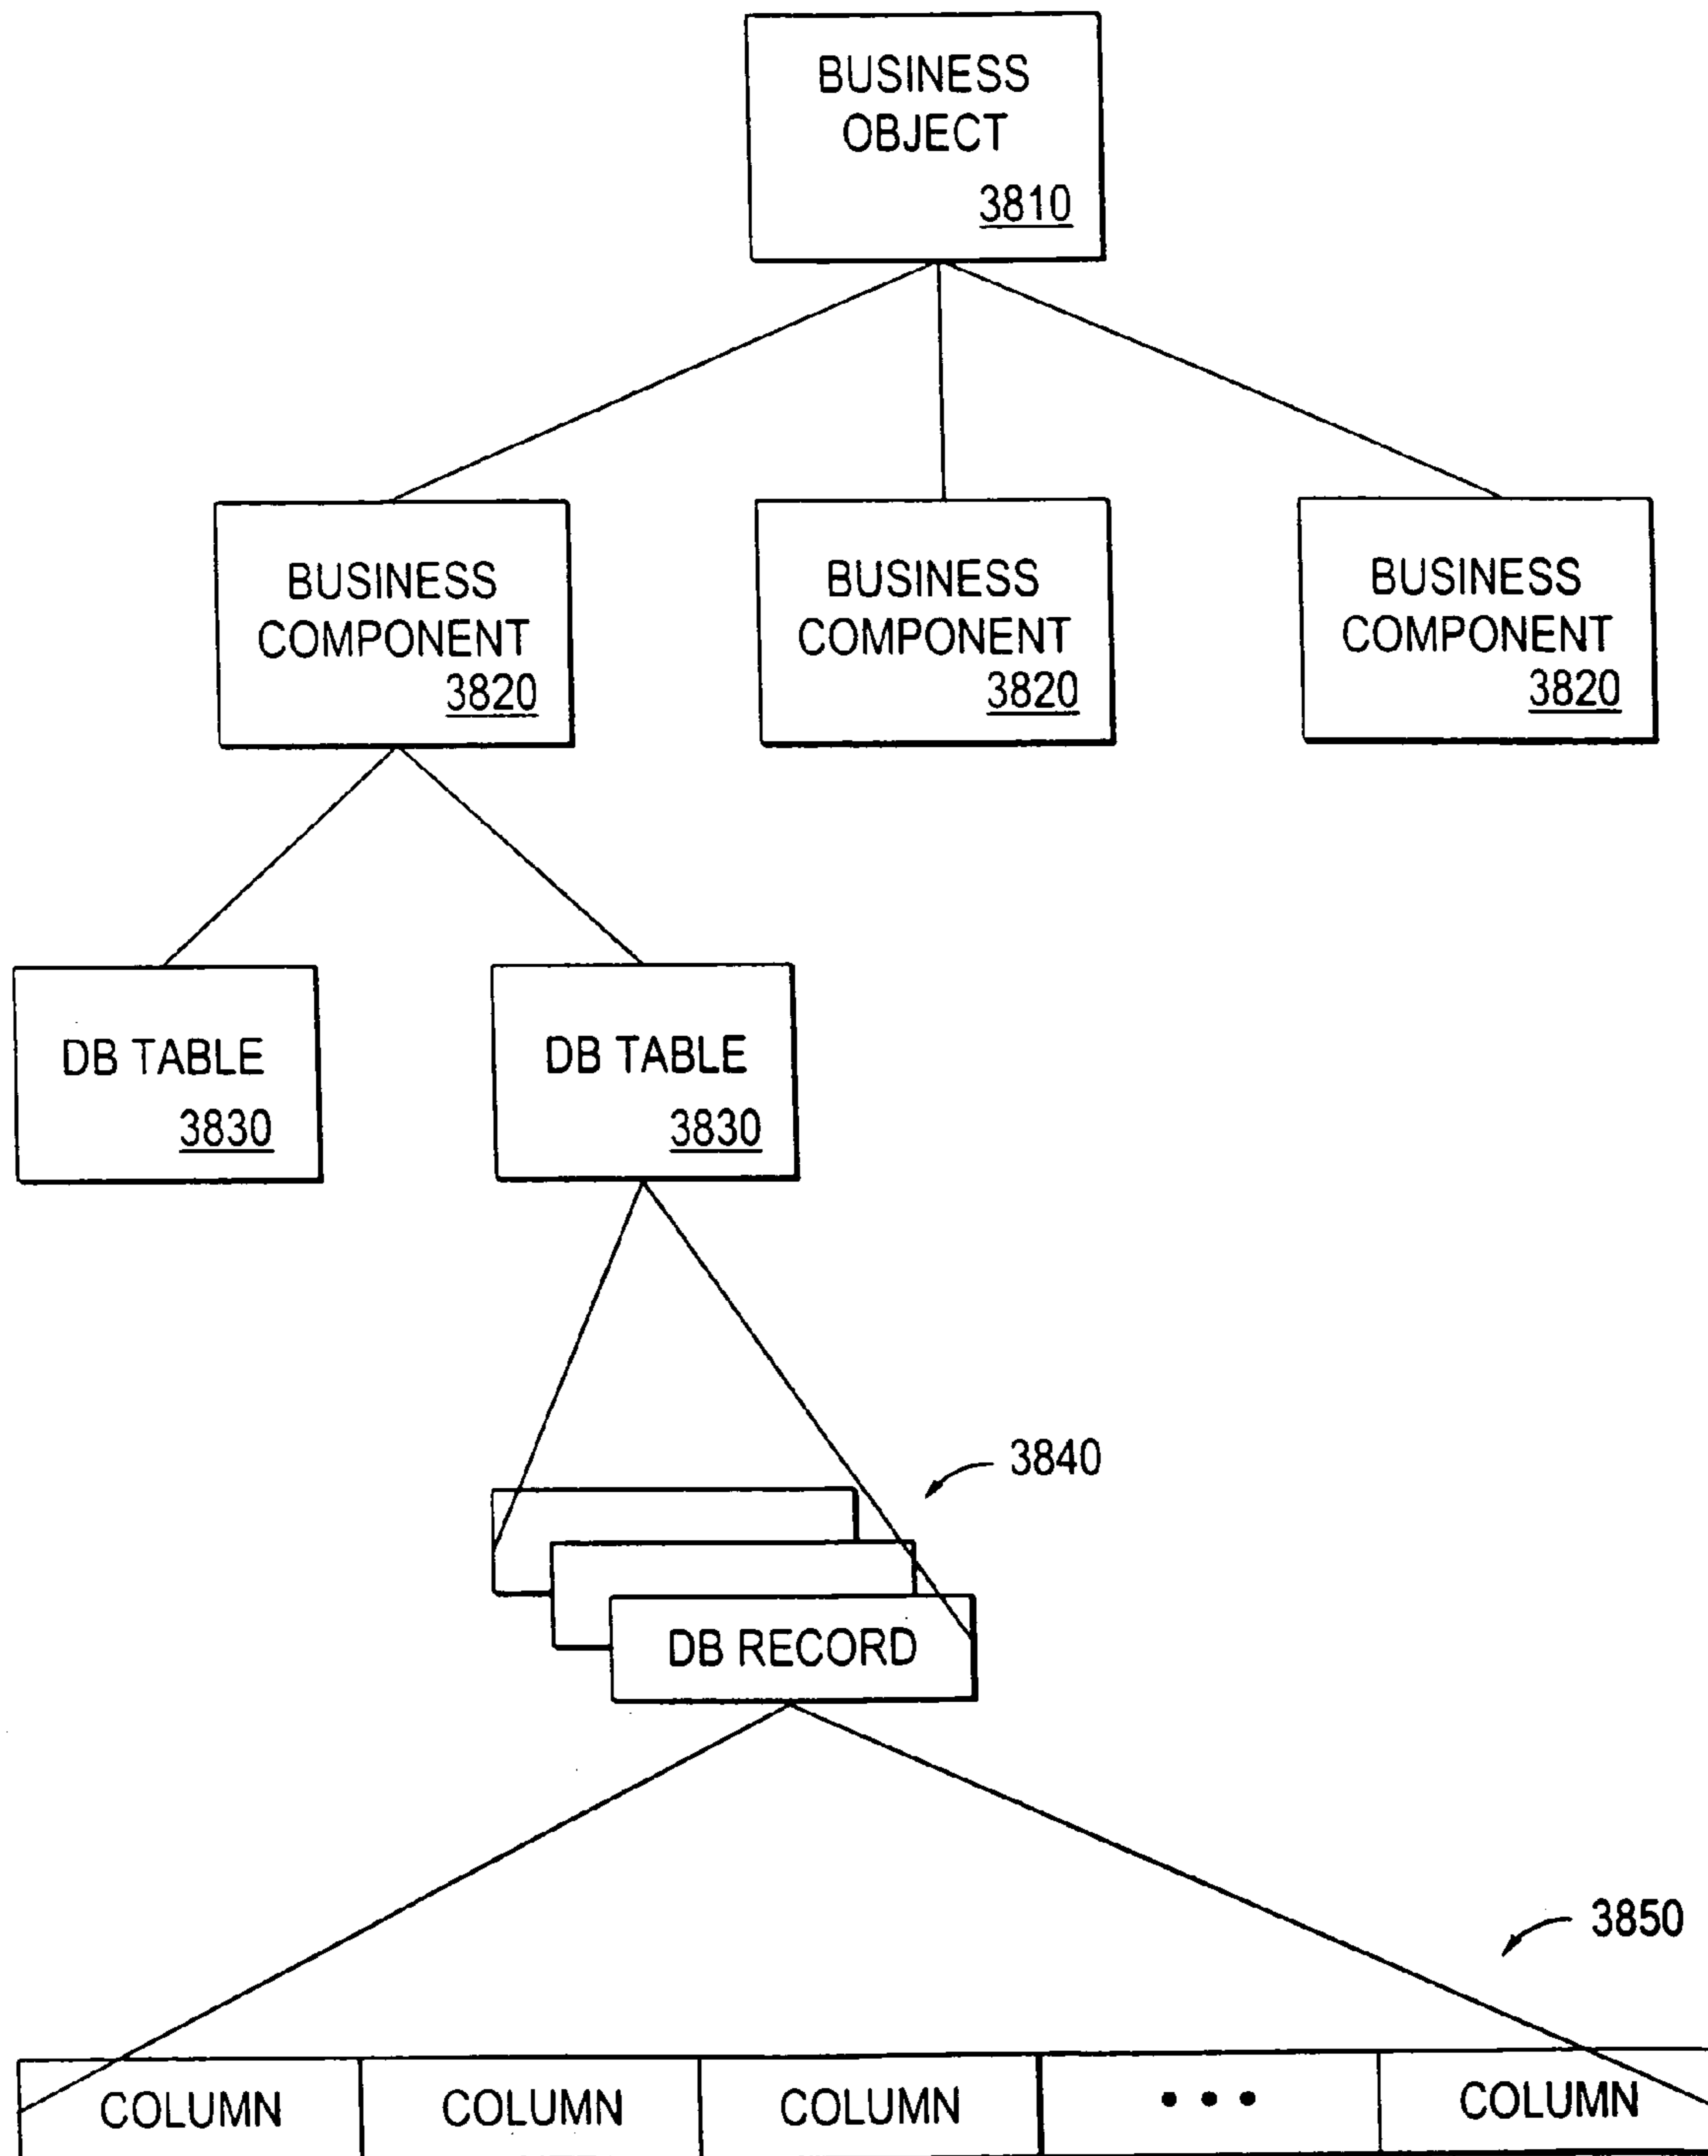 BUSINESS
OBJECT
3810
BUSINESS
COMPONENT
3820
BUSINESS
COMPONENT
3820
BUSINESS
COMPONENT
3820
DB TABLE
3830
DB TABLE
3830
3840
DB RECORD
3850
COLUMN COLUMN COLUMN • • • COLUMN